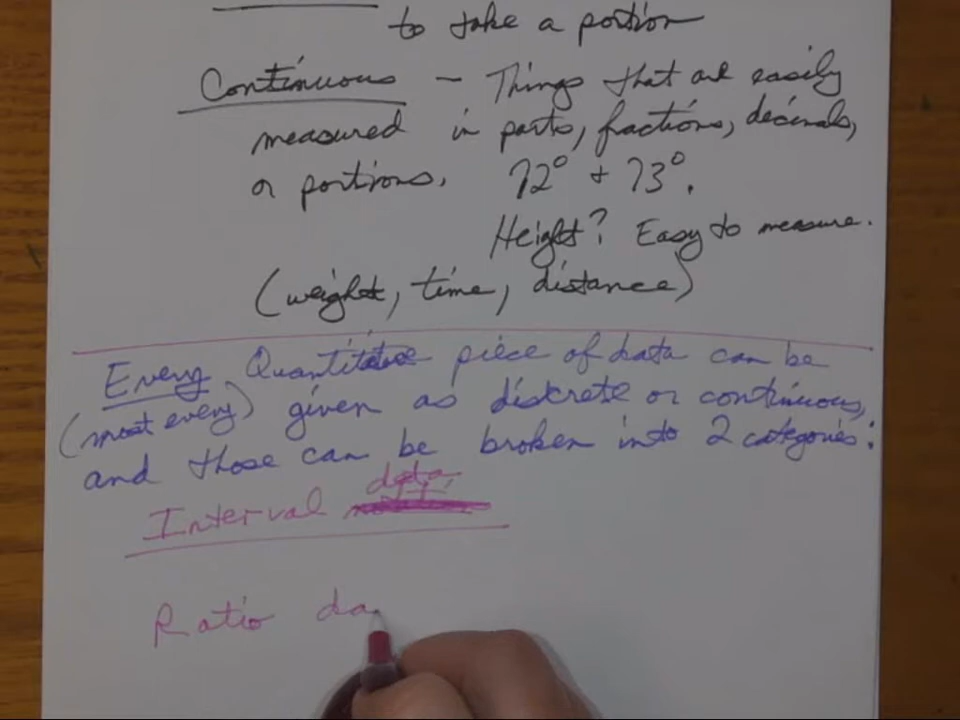 to take a portion
Continuous - Things that are easily
measured in parts, fractions, decimals,
or portions. 72° + 73°.
Height? Easy to measure.
(weight, time, distance)
Every Quantitative piece of data can be
(most every) given as discrete or continuous,
and those can be broken into 2 categories:
Interval data
Ratio da